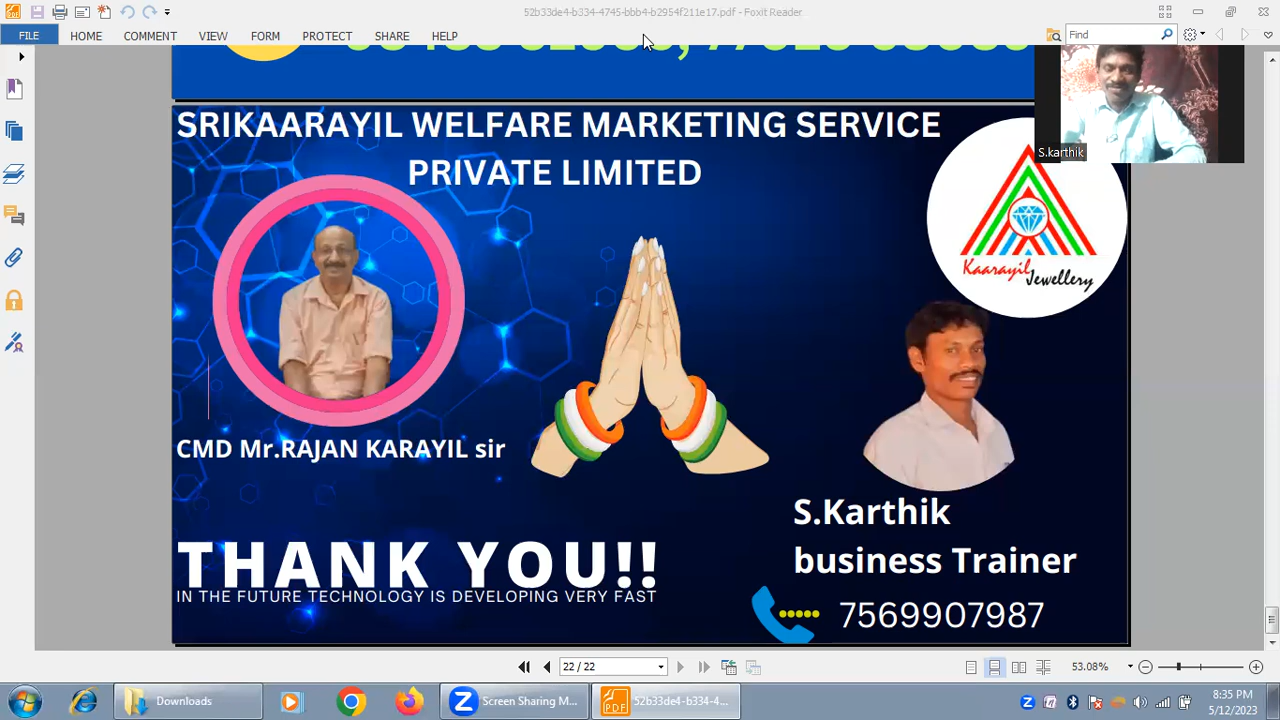 52b33de4-b334-4745-bbb4-b2954f211e17.pdf - Foxit Reader
FILE HOME COMMENT VIEW FORM PROTECT SHARE HELP
Find
S.karthik
SRIKAARAYIL WELFARE MARKETING SERVICE
PRIVATE LIMITED
Kaarayil
Jewellery
CMD Mr.RAJAN KARAYIL sir
S.Karthik
business Trainer
THANK YOU!!
IN THE FUTURE TECHNOLOGY IS DEVELOPING VERY FAST
7569907987
22 / 22
53.08%
Downloads
Screen Sharing M...
52b33de4-b334-4...
8:35 PM
5/12/2023